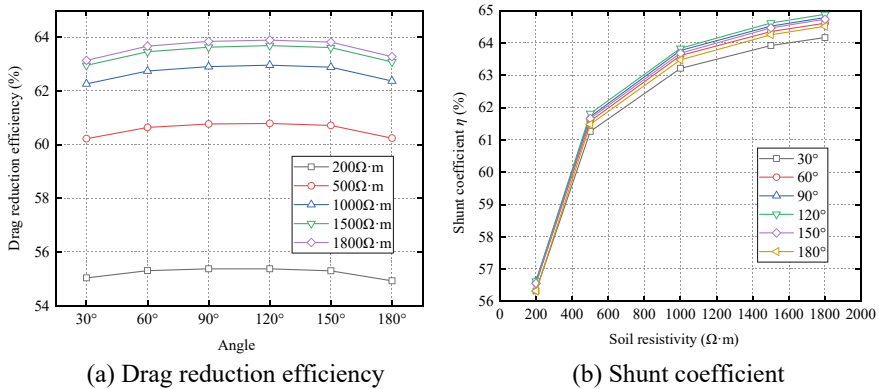 64
62
60
58
56
54
Drag reduction efficiency (%)
200Ω·m
500Ω·m
1000Ω·m
1500Ω·m
1800Ω·m
30° 60° 90° 120° 150° 180°
Angle
(a) Drag reduction efficiency
65
64
63
62
61
60
59
58
57
56
Shunt coefficient η (%)
30°
60°
90°
120°
150°
180°
0 200 400 600 800 1000 1200 1400 1600 1800 2000
Soil resistivity (Ω·m)
(b) Shunt coefficient